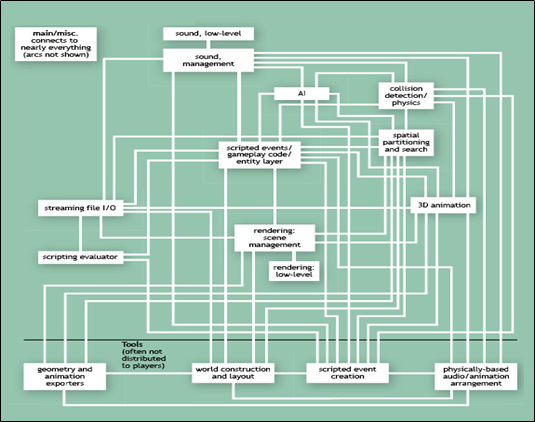 main/misc.
connects to
nearly everything
(arcs not shown)
sound, low-level
sound,
management
AI
collision
detection/
physics
scripted events/
gameplay code/
entity layer
spatial
partitioning
and search
streaming file I/O
3D animation
rendering:
scene
management
scripting evaluator
rendering:
low-level
Tools
(often not
distributed
to players)
geometry and
animation
exporters
world construction
and layout
scripted event
creation
physically-based
audio/animation
arrangement